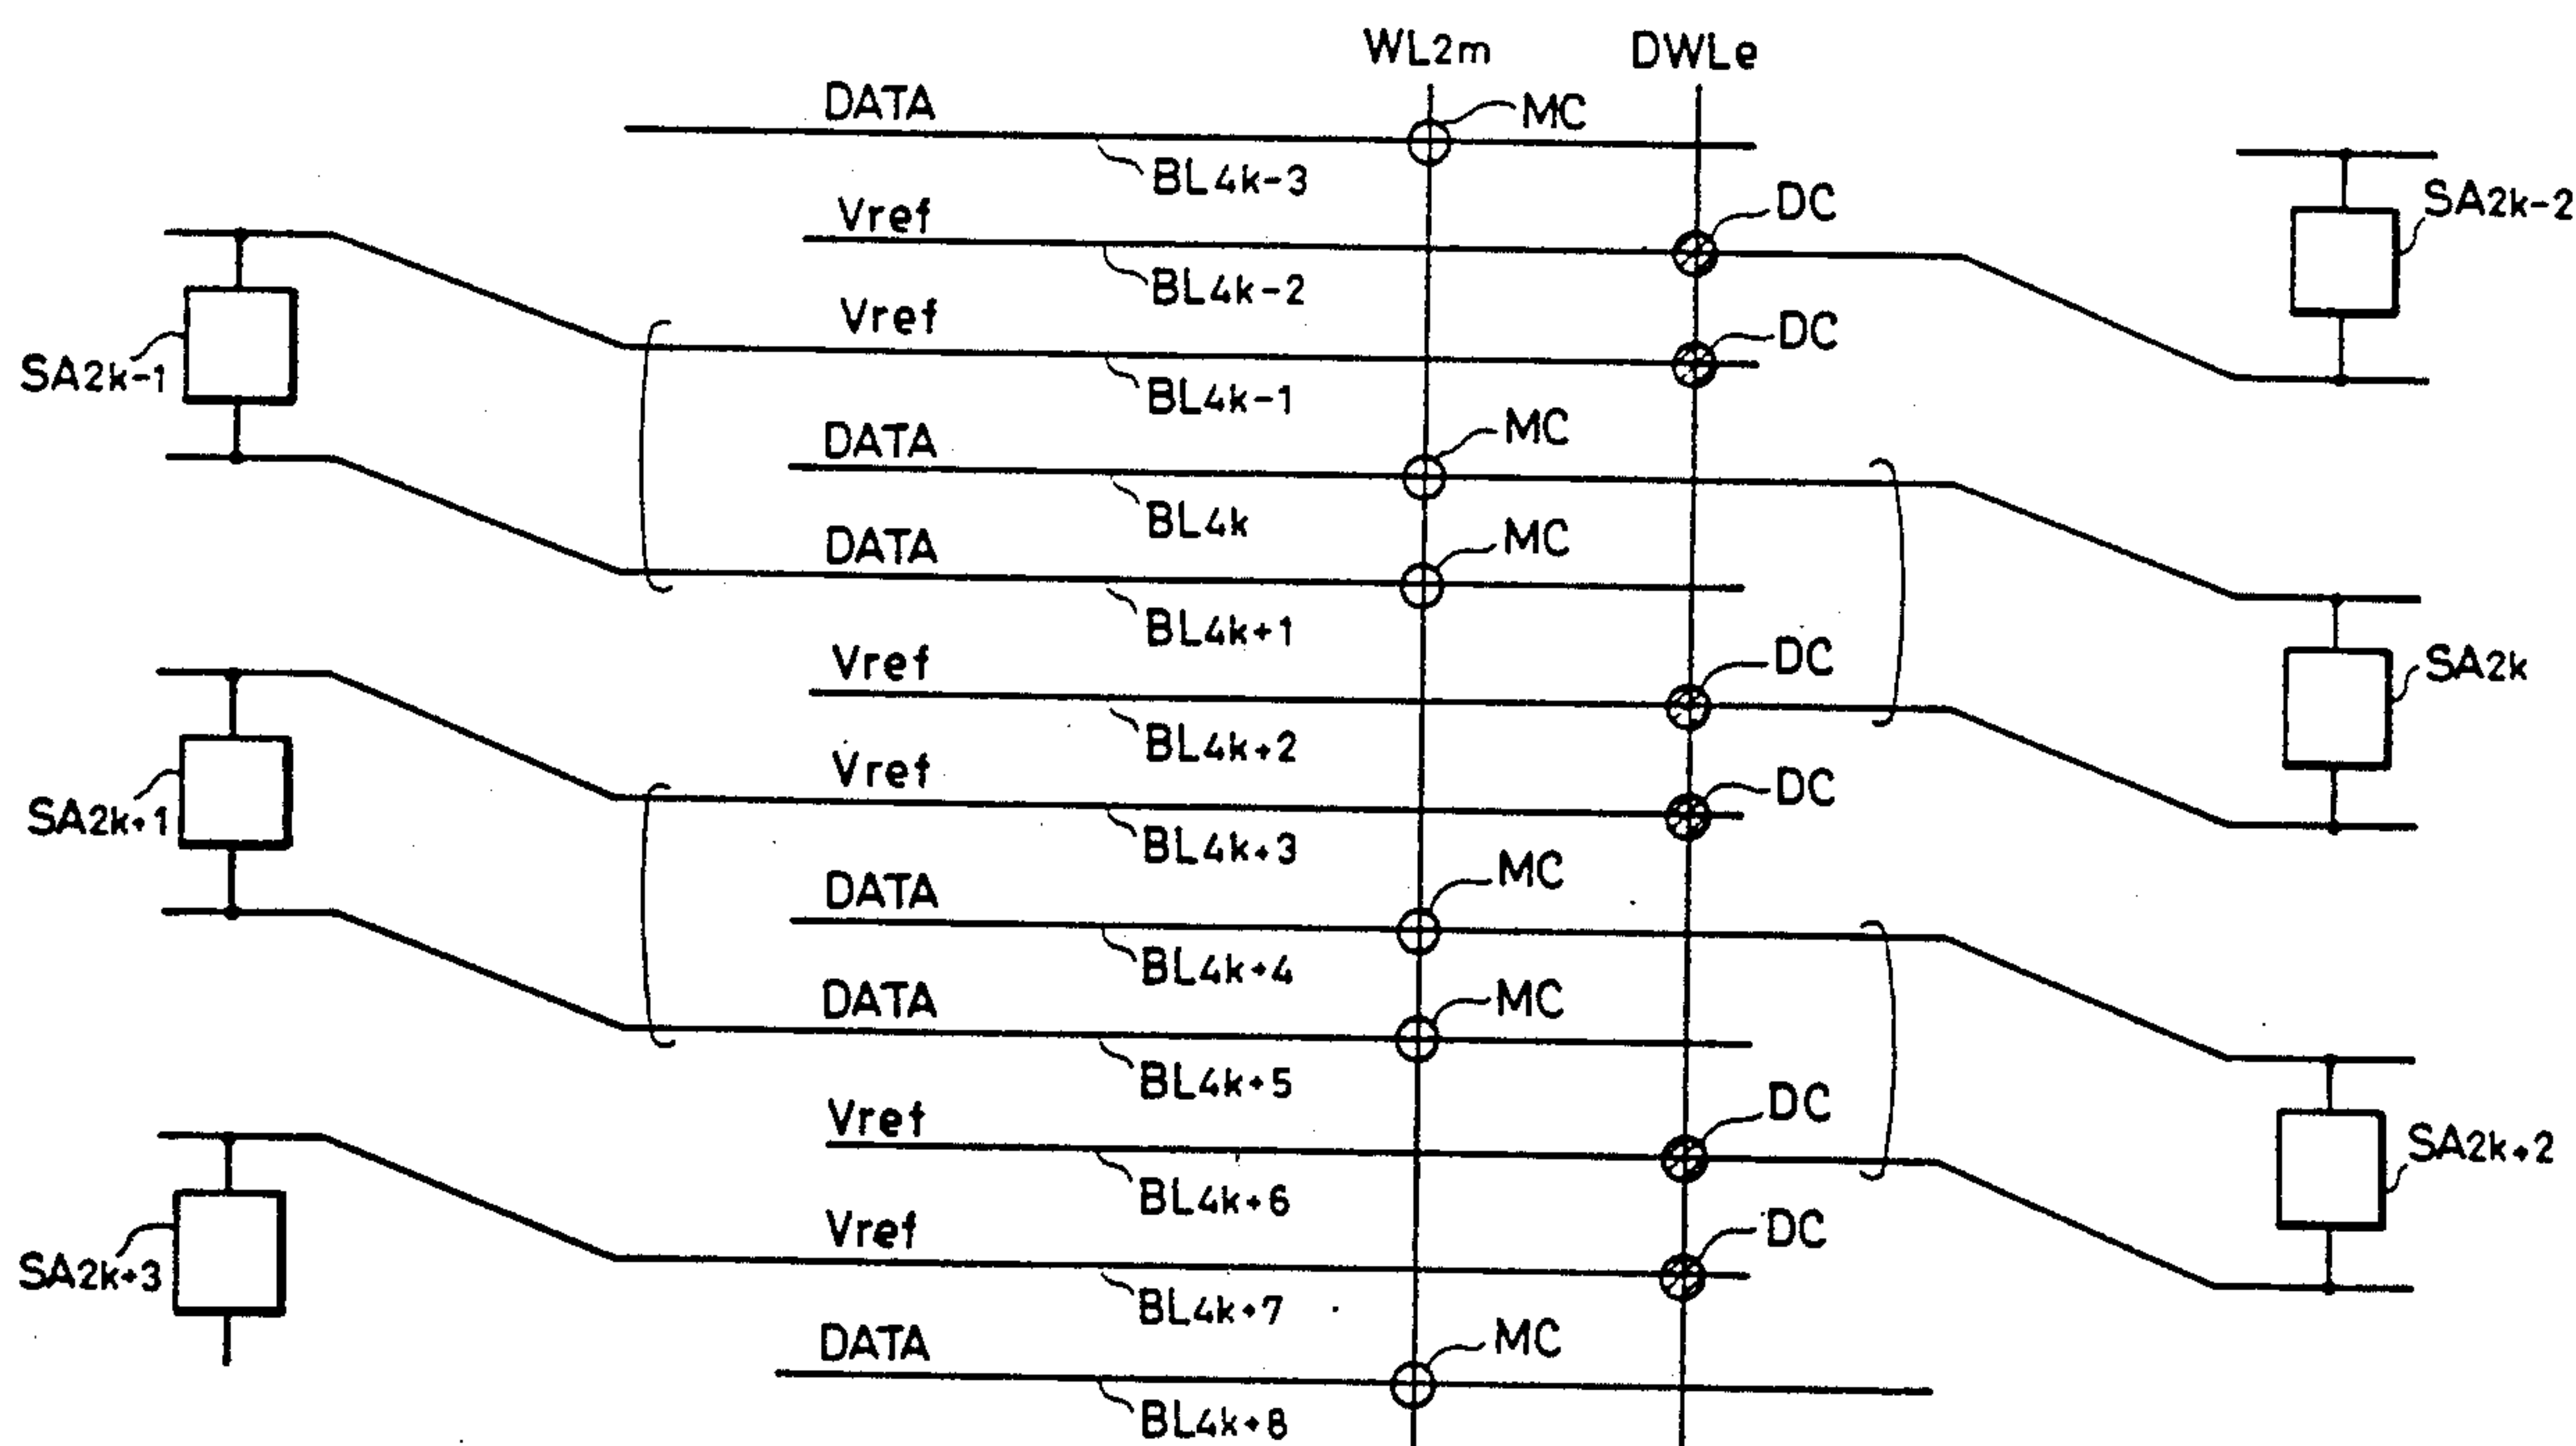 WL2m DWLe
DATA MC
BL4k-3
SA2k-2
Vref DC
BL4k-2
Vref DC
SA2k-1
BL4k-1
DATA MC
BL4k
DATA MC
BL4k+1
Vref DC
SA2k
BL4k+2
Vref DC
SA2k+1
BL4k+3
DATA MC
BL4k+4
DATA MC
BL4k+5
Vref DC
SA2k+2
BL4k+6
Vref DC
SA2k+3
BL4k+7
DATA MC
BL4k+8